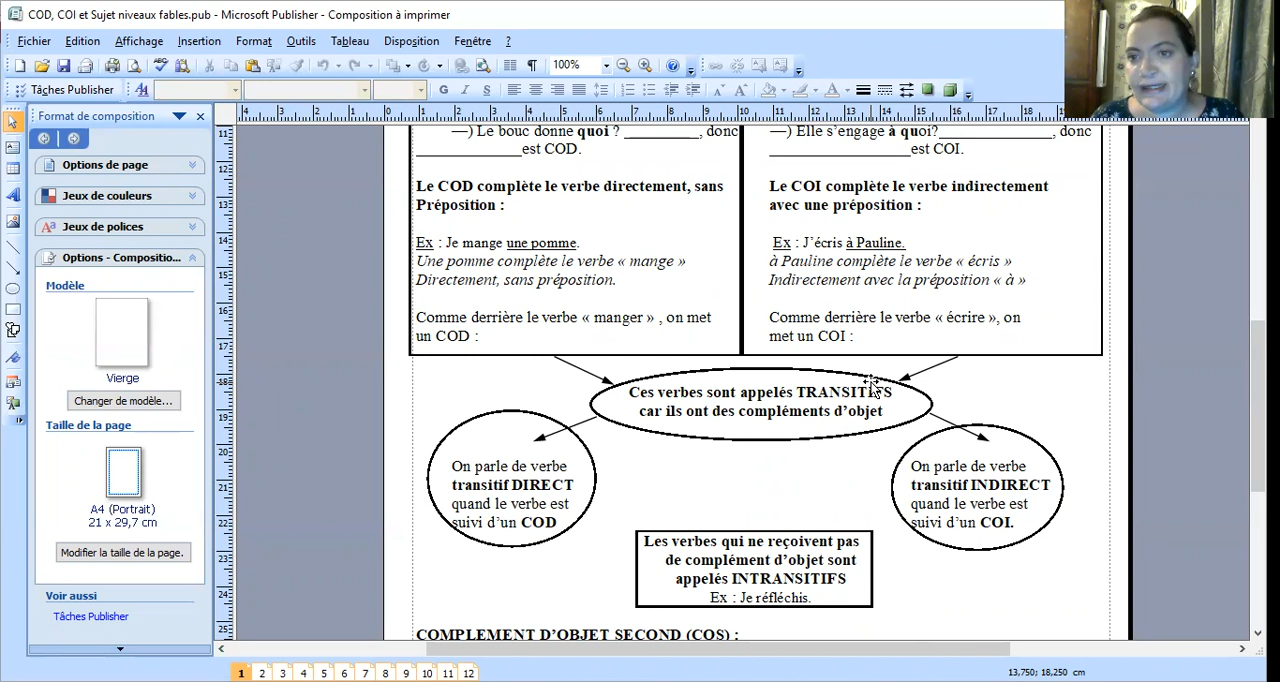 COD, COI et Sujet niveaux fables.pub - Microsoft Publisher - Composition à imprimer
Fichier Edition Affichage Insertion Format Outils Tableau Disposition Fenêtre ?
100%
Tâches Publisher
G I S
Format de composition
Options de page
Jeux de couleurs
Jeux de polices
Options - Compositio...
Modèle
Vierge
Changer de modèle...
Taille de la page
A4 (Portrait)
21 x 29,7 cm
Modifier la taille de la page.
Voir aussi
Tâches Publisher
—) Le bouc donne quoi ? __________, donc
______________est COD.
Le COD complète le verbe directement, sans
Préposition :
Ex : Je mange une pomme.
Une pomme complète le verbe « mange »
Directement, sans préposition.
Comme derrière le verbe « manger » , on met
un COD :
—) Elle s'engage à quoi?_______________, donc
___________________est COI.
Le COI complète le verbe indirectement
avec une préposition :
Ex : J'écris à Pauline.
à Pauline complète le verbe « écris »
Indirectement avec la préposition « à »
Comme derrière le verbe « écrire », on
met un COI :
Ces verbes sont appelés TRANSITIFS
car ils ont des compléments d'objet
On parle de verbe
transitif DIRECT
quand le verbe est
suivi d'un COD
On parle de verbe
transitif INDIRECT
quand le verbe est
suivi d'un COI.
Les verbes qui ne reçoivent pas
de complément d'objet sont
appelés INTRANSITIFS
Ex : Je réfléchis.
COMPLEMENT D'OBJET SECOND (COS) :
1 2 3 4 5 6 7 8 9 10 11 12
13,750; 18,250 cm